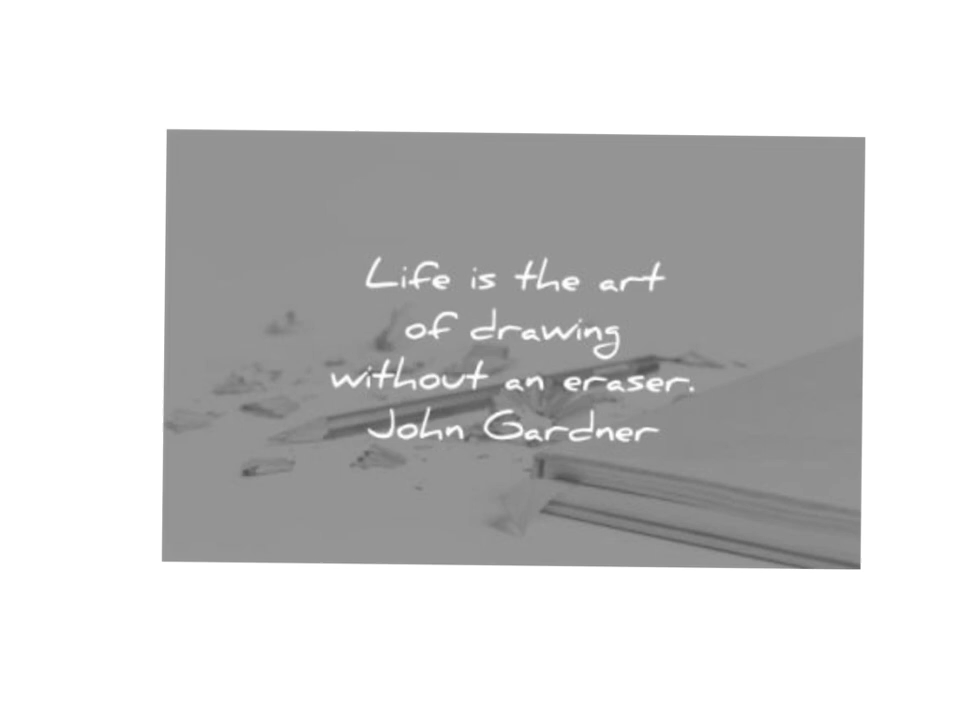 Life is the art
of drawing
without an eraser.
John Gardner